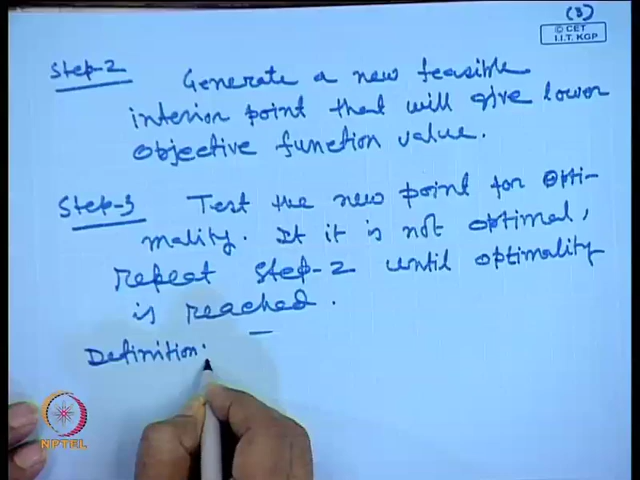 (3)
© CET
I.I.T. KGP
Step-2 Generate a new feasible
interior point that will give lower
objective function value.
Step-3 Test the new point for opti-
mality. If it is not optimal,
repeat step-2 until optimality
is reached.
Definition:
NPTEL